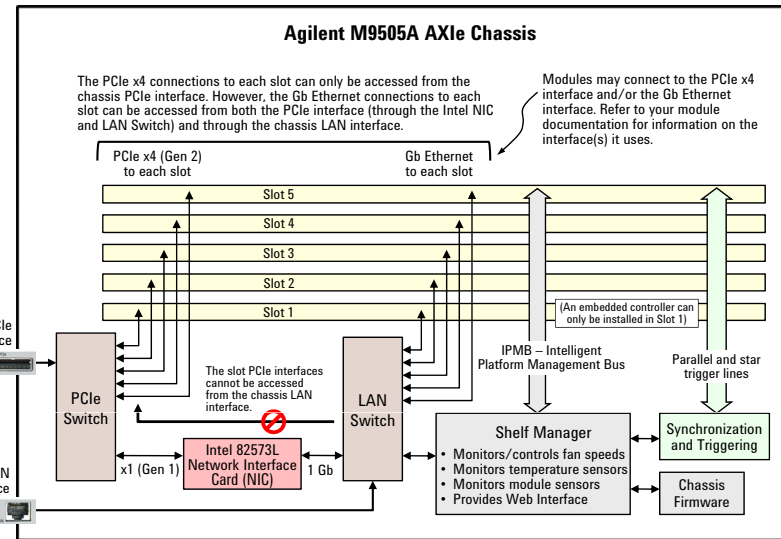 Agilent M9505A AXIe Chassis
The PCIe x4 connections to each slot can only be accessed from the
chassis PCIe interface. However, the Gb Ethernet connections to each
slot can be accessed from both the PCIe interface (through the Intel NIC
and LAN Switch) and through the chassis LAN interface.
Modules may connect to the PCIe x4
interface and/or the Gb Ethernet
interface. Refer to your module
documentation for information on the
interface(s) it uses.
PCIe x4 (Gen 2)
to each slot
Gb Ethernet
to each slot
Slot 5
Slot 4
Slot 3
Slot 2
Slot 1
(An embedded controller can
only be installed in Slot 1)
PCIe
Switch
The slot PCIe interfaces
cannot be accessed
from the chassis LAN
interface.
LAN
Switch
IPMB – Intelligent
Platform Management Bus
Parallel and star
trigger lines
x1 (Gen 1)
Intel 82573L
Network Interface
Card (NIC)
1 Gb
Shelf Manager
• Monitors/controls fan speeds
• Monitors temperature sensors
• Monitors module sensors
• Provides Web Interface
Synchronization
and Triggering
Chassis
Firmware